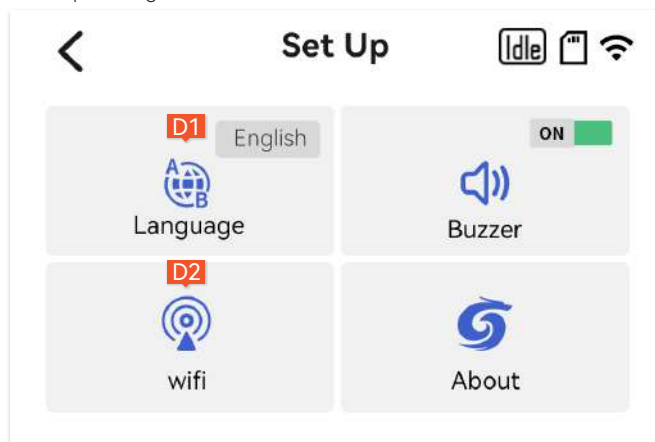 Set Up
Idle
D1
English
ON
A
B
Language
Buzzer
D2
wifi
About